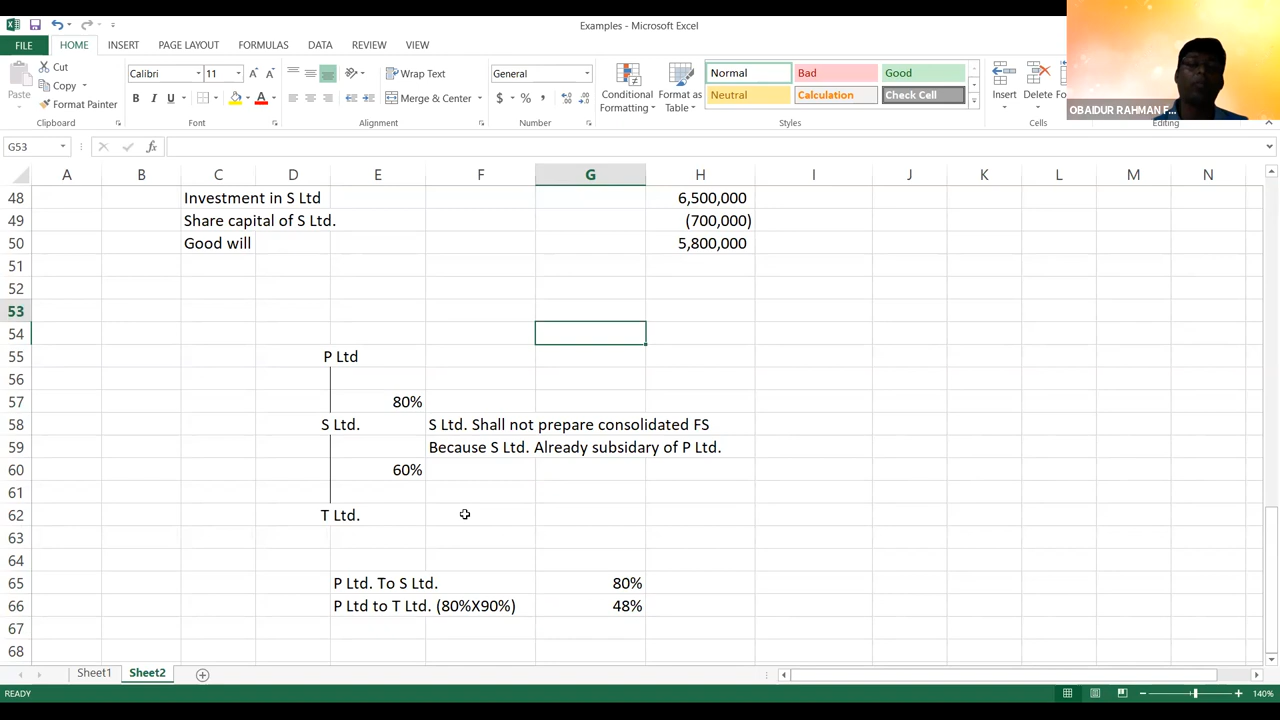 Examples - Microsoft Excel
FILE HOME INSERT PAGE LAYOUT FORMULAS DATA REVIEW VIEW
Paste
Cut
Copy
Format Painter
Clipboard
Calibri 11
B I U
A A
Font
Wrap Text
Merge & Center
Alignment
General
$ % ,
Number
Conditional Formatting
Format as Table
Normal Bad Good
Neutral Calculation Check Cell
Styles
Insert Delete
Cells
Editing
OBAIDUR RAHMAN F...
G53 fx
A B C D E F G H I J K L M N
48 Investment in S Ltd 6,500,000
49 Share capital of S Ltd. (700,000)
50 Good will 5,800,000
51
52
53
54
55 P Ltd
56
57 80%
58 S Ltd. S Ltd. Shall not prepare consolidated FS
59 Because S Ltd. Already subsidary of P Ltd.
60 60%
61
62 T Ltd.
63
64
65 P Ltd. To S Ltd. 80%
66 P Ltd to T Ltd. (80%X90%) 48%
67
68
Sheet1 Sheet2
READY 140%